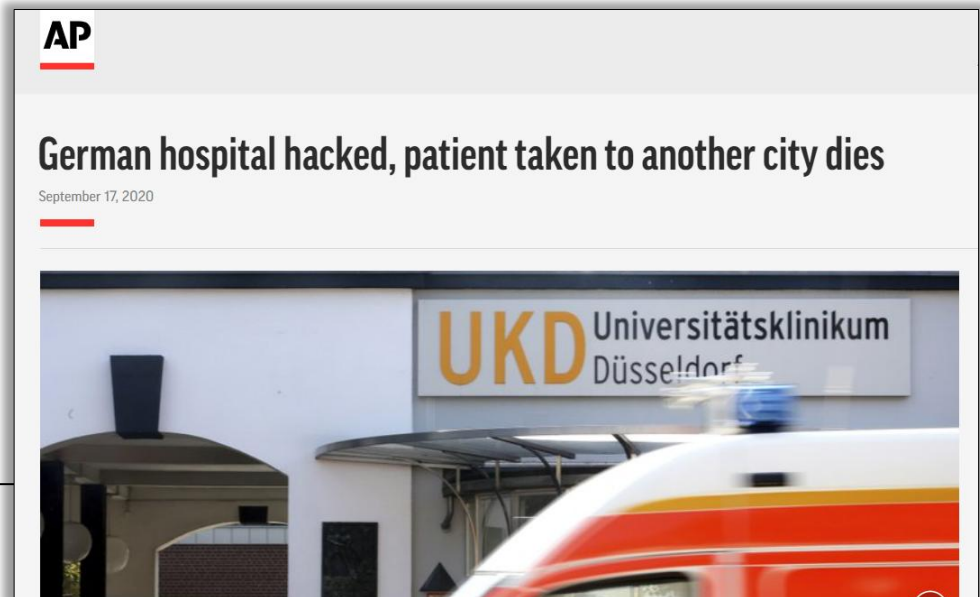 AP
German hospital hacked, patient taken to another city dies
September 17, 2020
UKD Universitätsklinikum
Düsseldorf